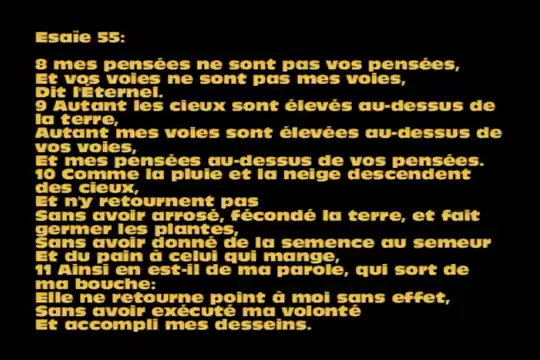 Esaïe 55:
8 mes pensées ne sont pas vos pensées,
Et vos voies ne sont pas mes voies,
Dit l'Éternel.
9 Autant les cieux sont élevés au-dessus de
la terre,
Autant mes voies sont élevées au-dessus de
vos voies,
Et mes pensées au-dessus de vos pensées.
10 Comme la pluie et la neige descendent
des cieux,
Et n'y retournent pas
Sans avoir arrosé, fécondé la terre, et fait
germer les plantes,
Sans avoir donné de la semence au semeur
Et du pain à celui qui mange,
11 Ainsi en est-il de ma parole, qui sort de
ma bouche:
Elle ne retourne point à moi sans effet,
Sans avoir exécuté ma volonté
Et accompli mes desseins.